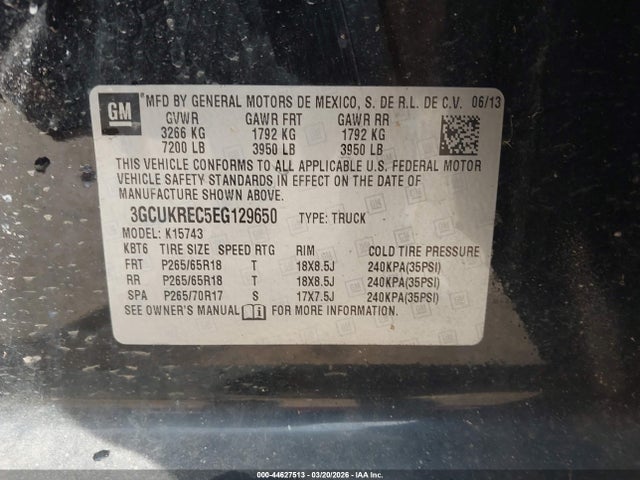 GM
MFD BY GENERAL MOTORS DE MEXICO, S. DE R.L. DE C.V. 06/13
GVWR GAWR FRT GAWR RR
3266 KG 1792 KG 1792 KG
7200 LB 3950 LB 3950 LB
THIS VEHICLE CONFORMS TO ALL APPLICABLE U.S. FEDERAL MOTOR
VEHICLE SAFETY STANDARDS IN EFFECT ON THE DATE OF
MANUFACTURE SHOWN ABOVE.
3GCUKREC5EG129650 TYPE: TRUCK
MODEL: K15743
KBT6 TIRE SIZE SPEED RTG RIM COLD TIRE PRESSURE
FRT P265/65R18 T 18X8.5J 240KPA(35PSI)
RR P265/65R18 T 18X8.5J 240KPA(35PSI)
SPA P265/70R17 S 17X7.5J 240KPA(35PSI)
SEE OWNER'S MANUAL FOR MORE INFORMATION.
000-44627513 - 03/20/2026 - IAA Inc.